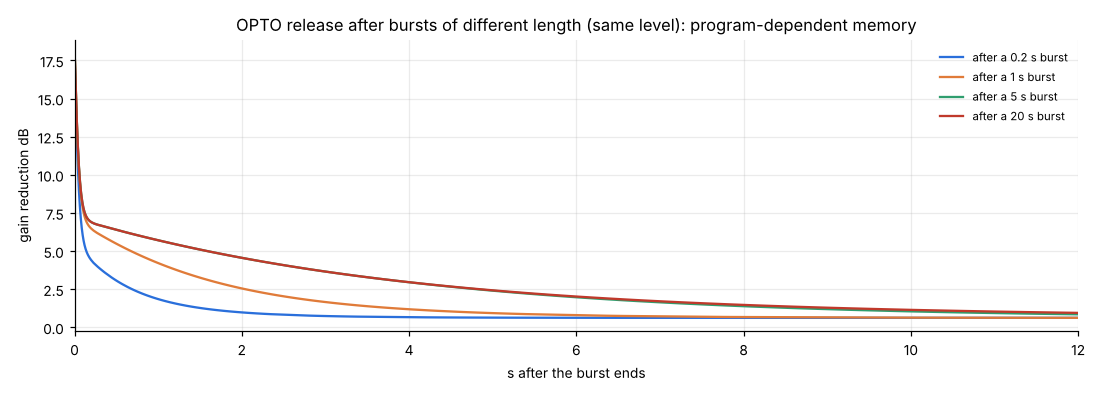 OPTO release after bursts of different length (same level): program-dependent memory
after a 0.2 s burst
after a 1 s burst
after a 5 s burst
after a 20 s burst
gain reduction dB
17.5
15.0
12.5
10.0
7.5
5.0
2.5
0.0
0 2 4 6 8 10 12
s after the burst ends